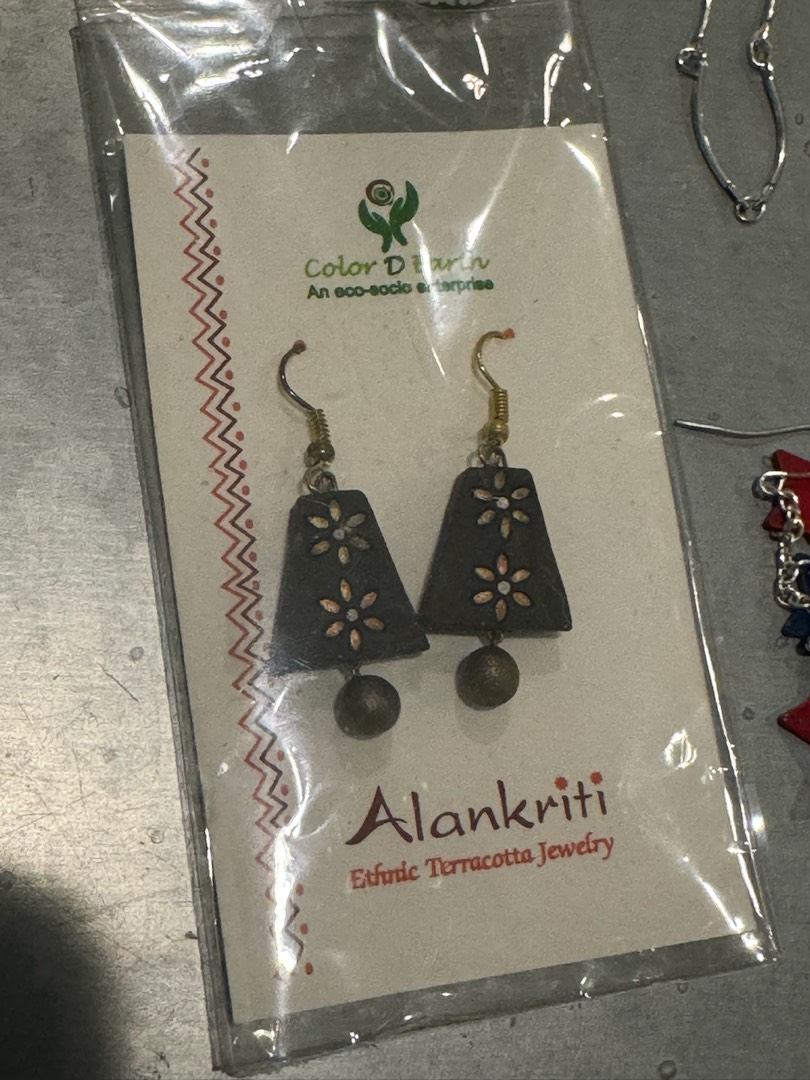 Color D Earth
An eco-socio enterprise
Alankriti
Ethnic Terracotta Jewelry